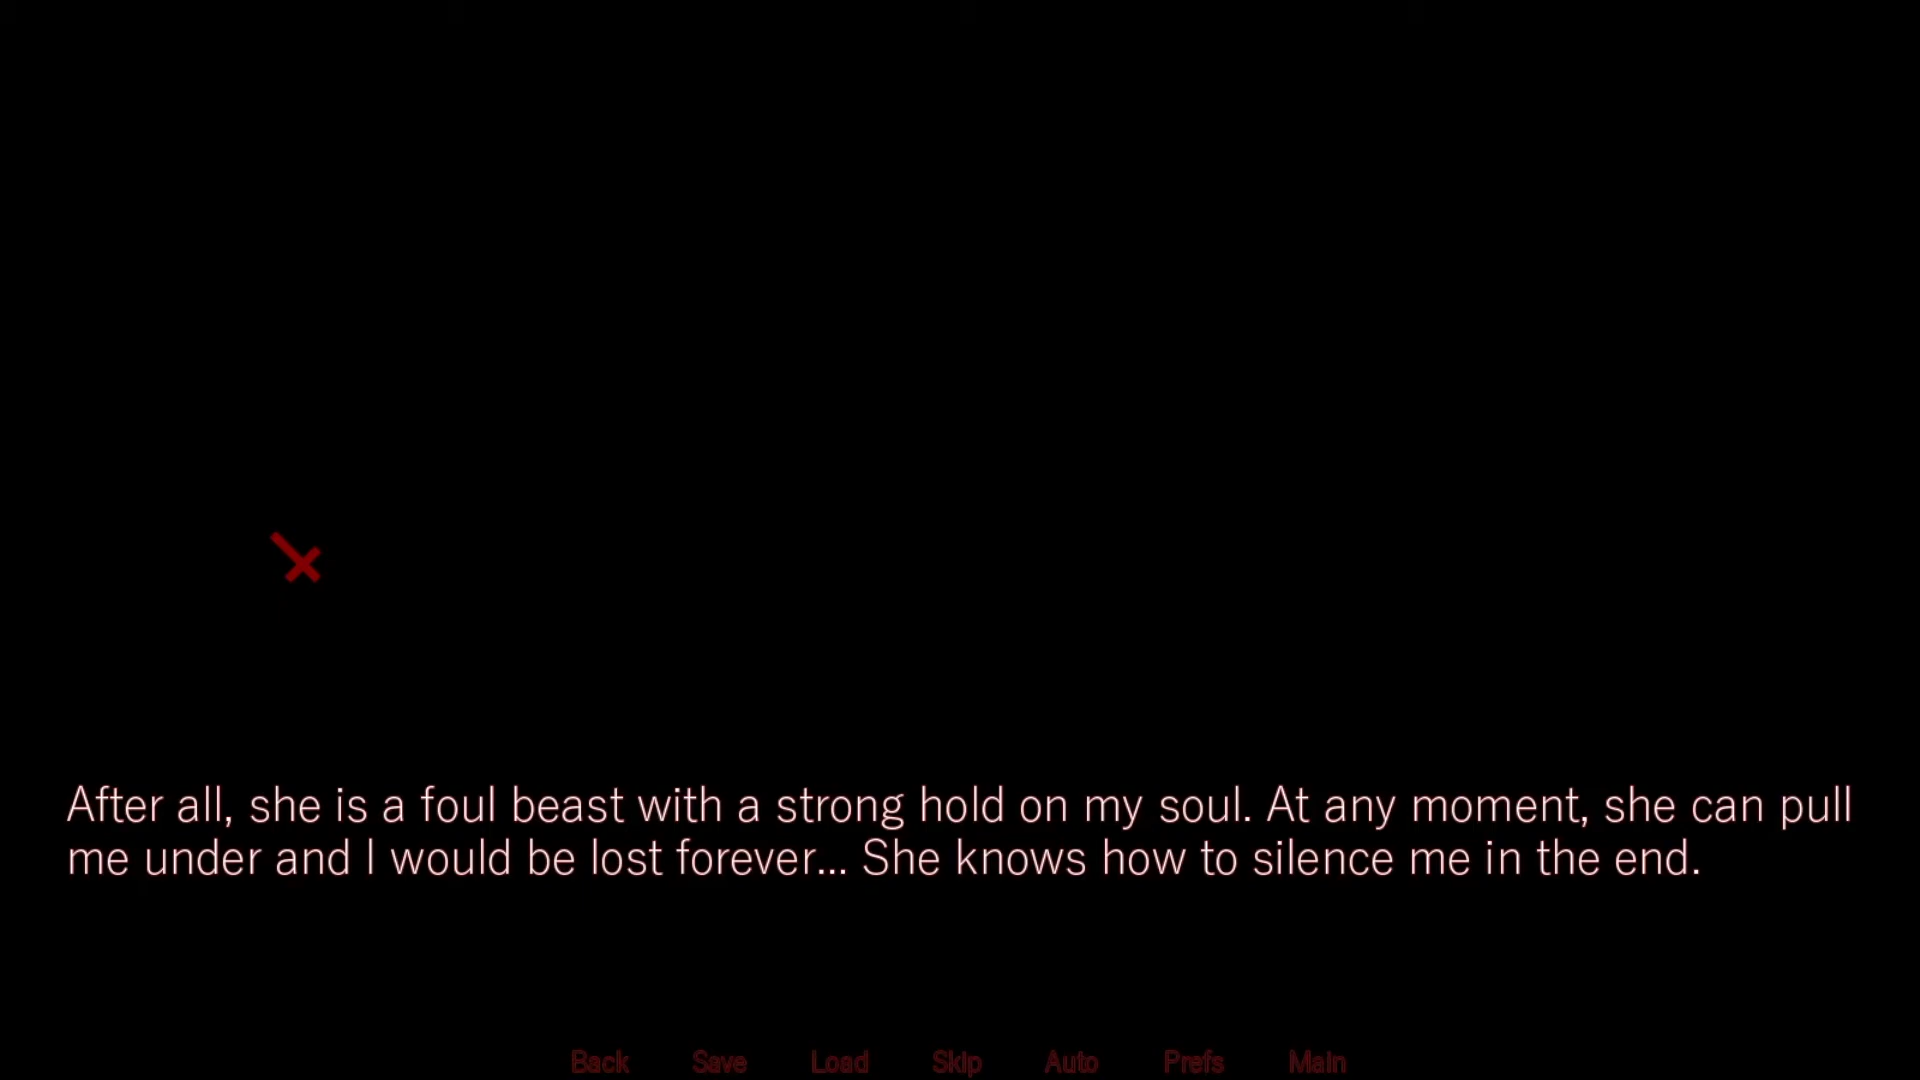 After all, she is a foul beast with a strong hold on my soul. At any moment, she can pull
me under and I would be lost forever... She knows how to silence me in the end.
Back Save Load Skip Auto Prefs Main